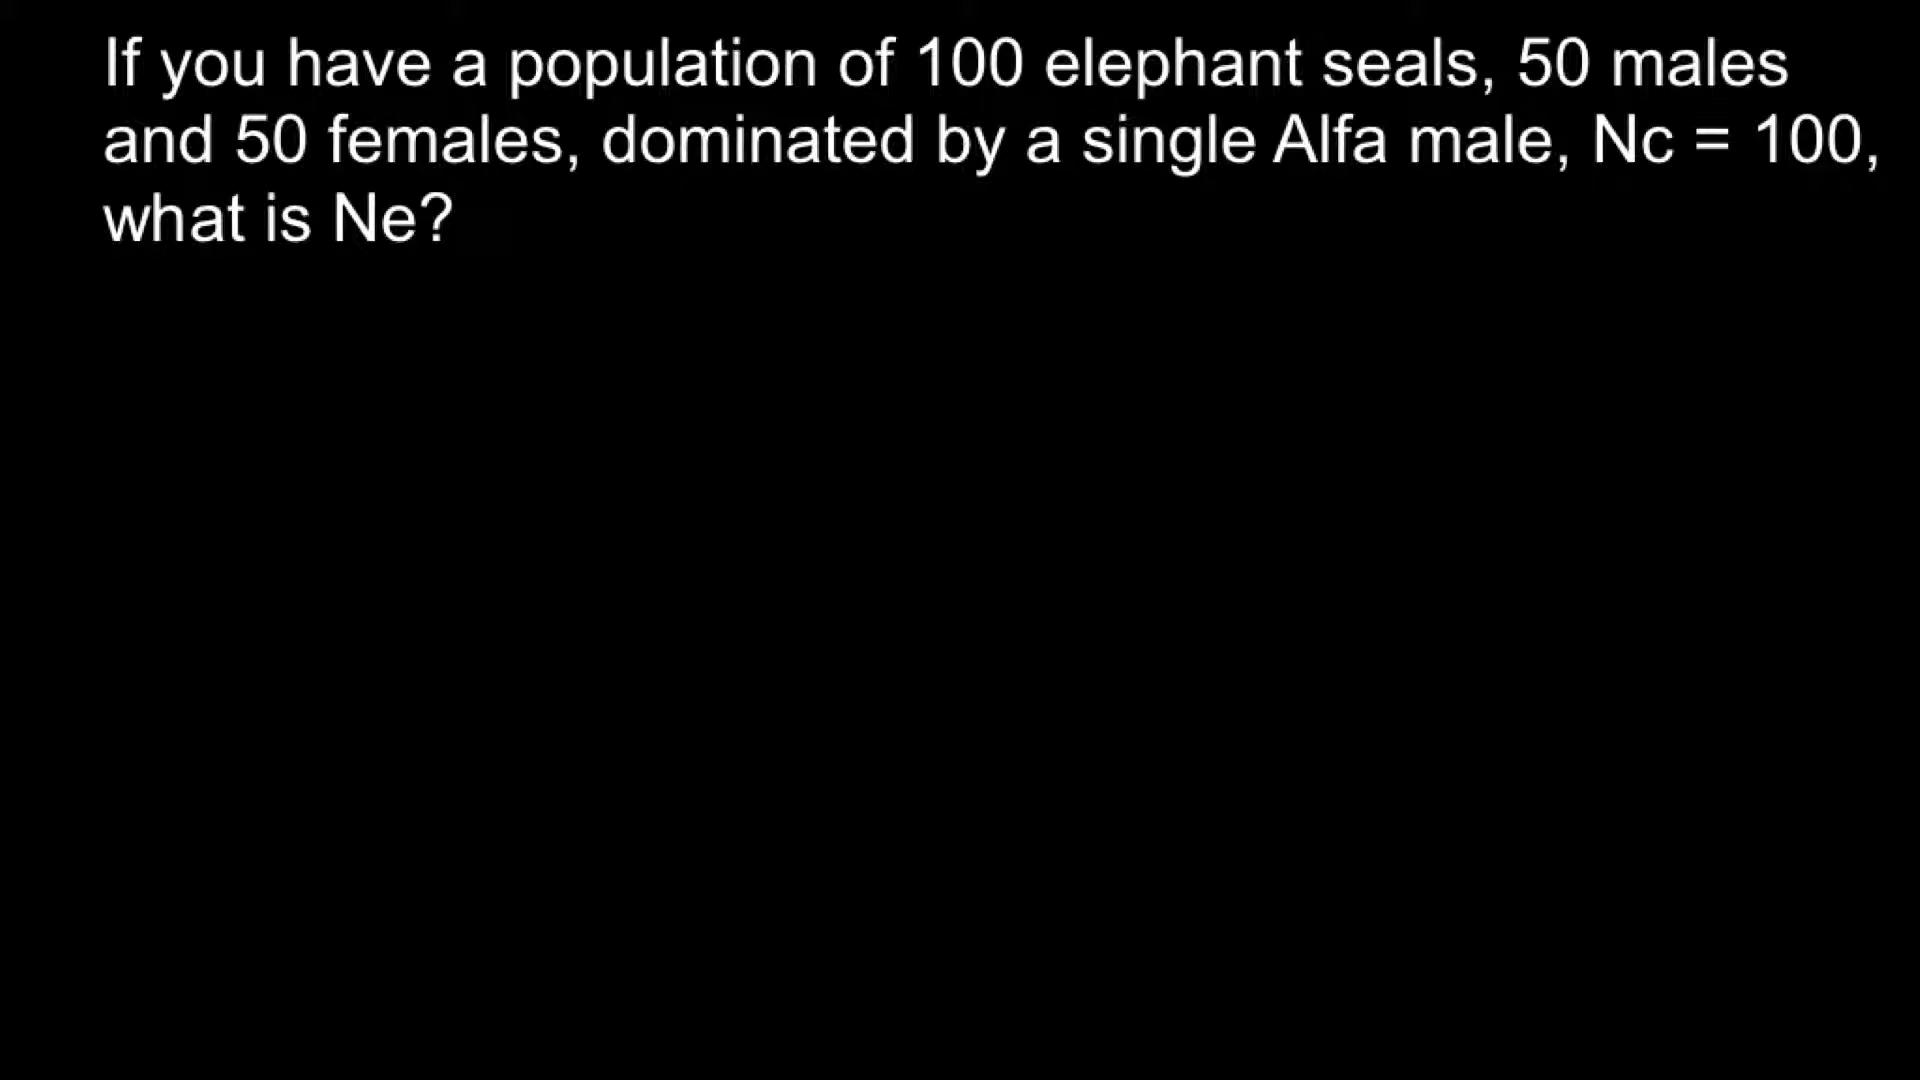 If you have a population of 100 elephant seals, 50 males
and 50 females, dominated by a single Alfa male, Nc = 100,
what is Ne?